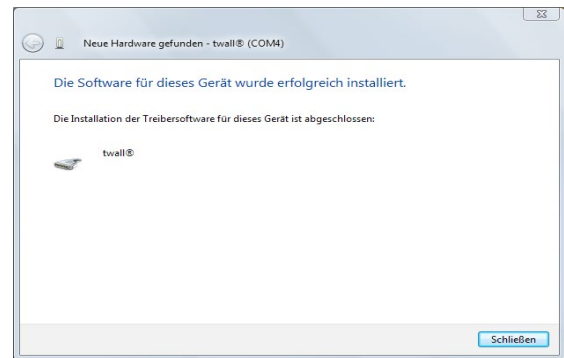 Neue Hardware gefunden - twall® (COM4)
Die Software für dieses Gerät wurde erfolgreich installiert.
Die Installation der Treibersoftware für dieses Gerät ist abgeschlossen:
twall®
Schließen